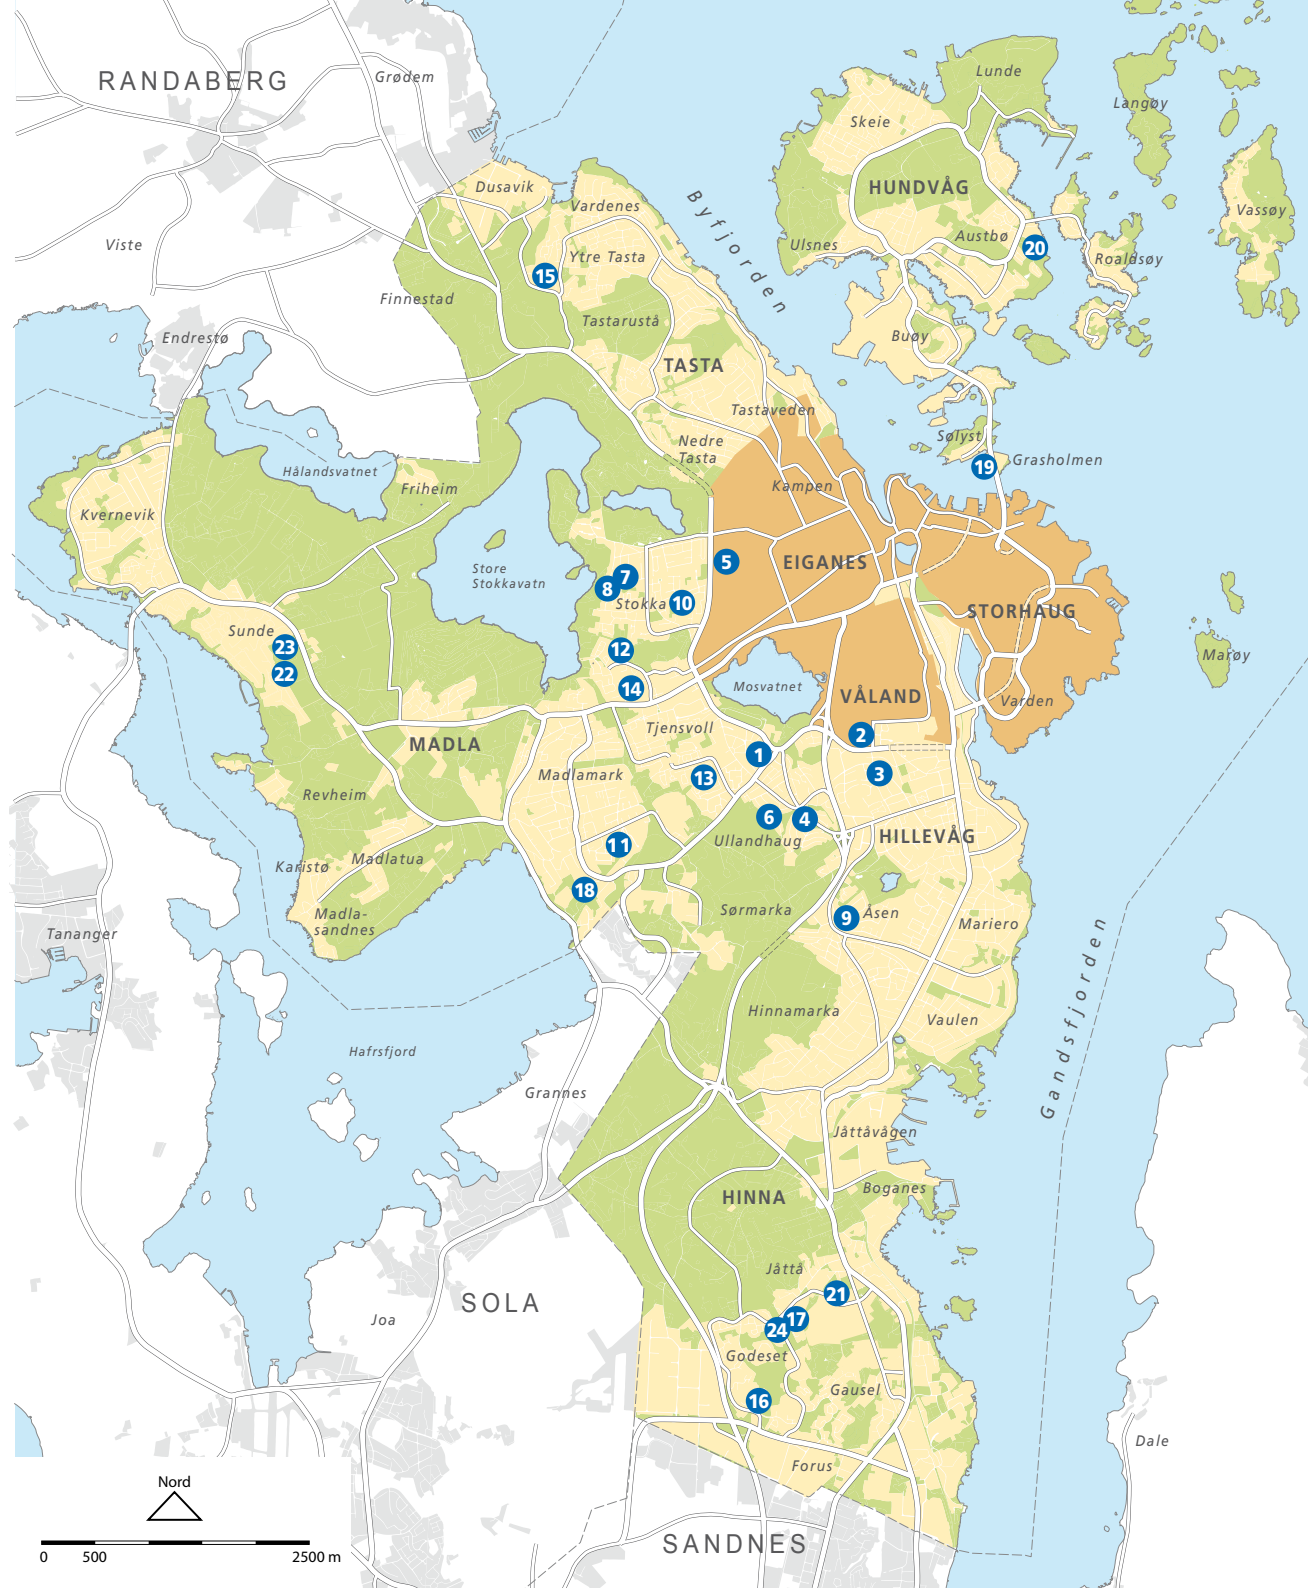 Lunde
Grødem
RANDABERG
Langøy
Skeie
Dusavik
HUNDVÅG
Vardenes
Byfjorden
Vassøy
Austbø
Viste
Ulsnes
20
Ytre Tasta
Roaldsøy
15
Finnestad
Tastarustå
Endrestø
Buøy
TASTA
Tastaveden
Sølyst
Nedre
Tasta
Grasholmen
19
Hålandsvatnet
Friheim
Kampen
Kvernevik
5
EIGANES
Store
Stokkavatn
7
8
Stokka
10
STORHAUG
Sunde
23
12
Marøy
22
14
Mosvatnet
VÅLAND
Varden
Tjensvoll
2
MADLA
1
Madlamark
13
3
Revheim
6
4
Ullandhaug
HILLEVÅG
11
Madlatua
Karistø
18
Sørmarka
9
Åsen
Madla-
sandnes
Mariero
Tananger
Gandsfjorden
Hinnamarka
Vaulen
Hafrsfjord
Grannes
Jåttåvågen
Boganes
HINNA
Jåttå
21
SOLA
17
Joa
24
Godeset
Gausel
16
Dale
Forus
Nord
SANDNES
0 500 2500 m